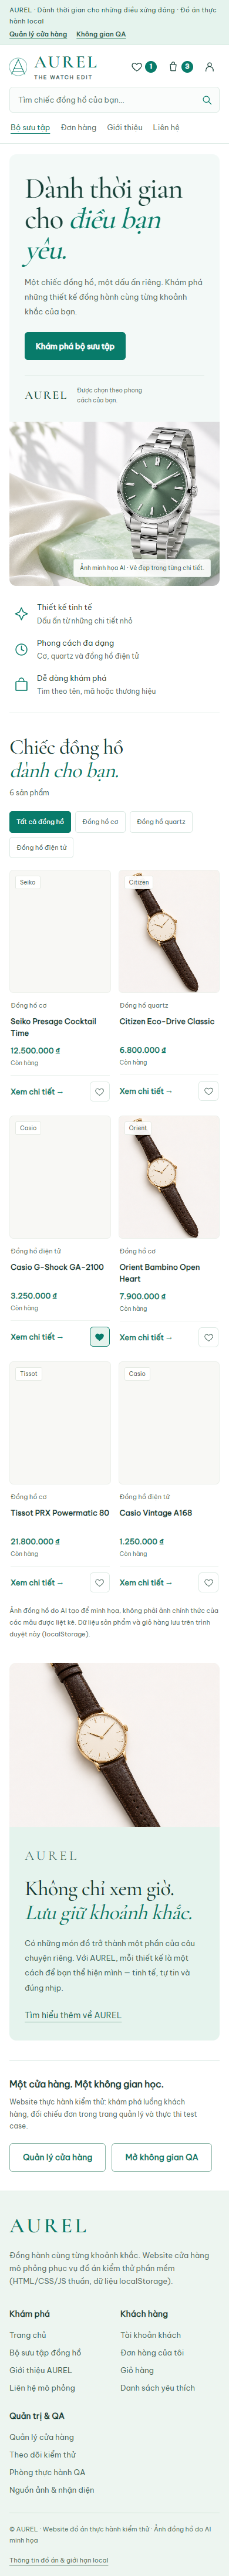 AUREL · Dành thời gian cho những điều xứng đáng · Đồ án thực
hành local
Quản lý cửa hàng Không gian QA
AUREL
THE WATCH EDIT
1
3
Tìm chiếc đồng hồ của bạn...
Bộ sưu tập Đơn hàng Giới thiệu Liên hệ
Dành thời gian
cho điều bạn
yêu.
Một chiếc đồng hồ, một dấu ấn riêng. Khám phá
những thiết kế đồng hành cùng từng khoảnh
khắc của bạn.
Khám phá bộ sưu tập
AUREL
Được chọn theo phong
cách của bạn.
Ảnh minh họa AI · Vẻ đẹp trong từng chi tiết.
Thiết kế tinh tế
Dấu ấn từ những chi tiết nhỏ
Phong cách đa dạng
Cơ, quartz và đồng hồ điện tử
Dễ dàng khám phá
Tìm theo tên, mã hoặc thương hiệu
Chiếc đồng hồ
dành cho bạn.
6 sản phẩm
Tất cả đồng hồ Đồng hồ cơ Đồng hồ quartz
Đồng hồ điện tử
Seiko
Đồng hồ cơ
Seiko Presage Cocktail
Time
12.500.000 ₫
Còn hàng
Xem chi tiết →
Citizen
Đồng hồ quartz
Citizen Eco-Drive Classic
6.800.000 ₫
Còn hàng
Xem chi tiết →
Casio
Đồng hồ điện tử
Casio G-Shock GA-2100
3.250.000 ₫
Còn hàng
Xem chi tiết →
Orient
Đồng hồ cơ
Orient Bambino Open
Heart
7.900.000 ₫
Còn hàng
Xem chi tiết →
Tissot
Đồng hồ cơ
Tissot PRX Powermatic 80
21.800.000 ₫
Còn hàng
Xem chi tiết →
Casio
Đồng hồ điện tử
Casio Vintage A168
1.250.000 ₫
Còn hàng
Xem chi tiết →
Ảnh đồng hồ do AI tạo để minh họa, không phải ảnh chính thức của
các mẫu được liệt kê. Dữ liệu sản phẩm và giỏ hàng lưu trên trình
duyệt này (localStorage).
AUREL
Không chỉ xem giờ.
Lưu giữ khoảnh khắc.
Có những món đồ trở thành một phần của câu
chuyện riêng. Với AUREL, mỗi thiết kế là một
cách để bạn thể hiện mình — tinh tế, tự tin và
đúng nhịp.
Tìm hiểu thêm về AUREL
Một cửa hàng. Một không gian học.
Website thực hành kiểm thử: khám phá luồng khách
hàng, đối chiếu đơn trong trang quản lý và thực thi test
case.
Quản lý cửa hàng Mở không gian QA
AUREL
Đồng hành cùng từng khoảnh khắc. Website cửa hàng
mô phỏng phục vụ đồ án kiểm thử phần mềm
(HTML/CSS/JS thuần, dữ liệu localStorage).
Khám phá
Trang chủ
Bộ sưu tập đồng hồ
Giới thiệu AUREL
Liên hệ mô phỏng
Khách hàng
Tài khoản khách
Đơn hàng của tôi
Giỏ hàng
Danh sách yêu thích
Quản trị & QA
Quản lý cửa hàng
Theo dõi kiểm thử
Phòng thực hành QA
Nguồn ảnh & nhận diện
© AUREL · Website đồ án thực hành kiểm thử · Ảnh đồng hồ do AI
minh họa
Thông tin đồ án & giới hạn local